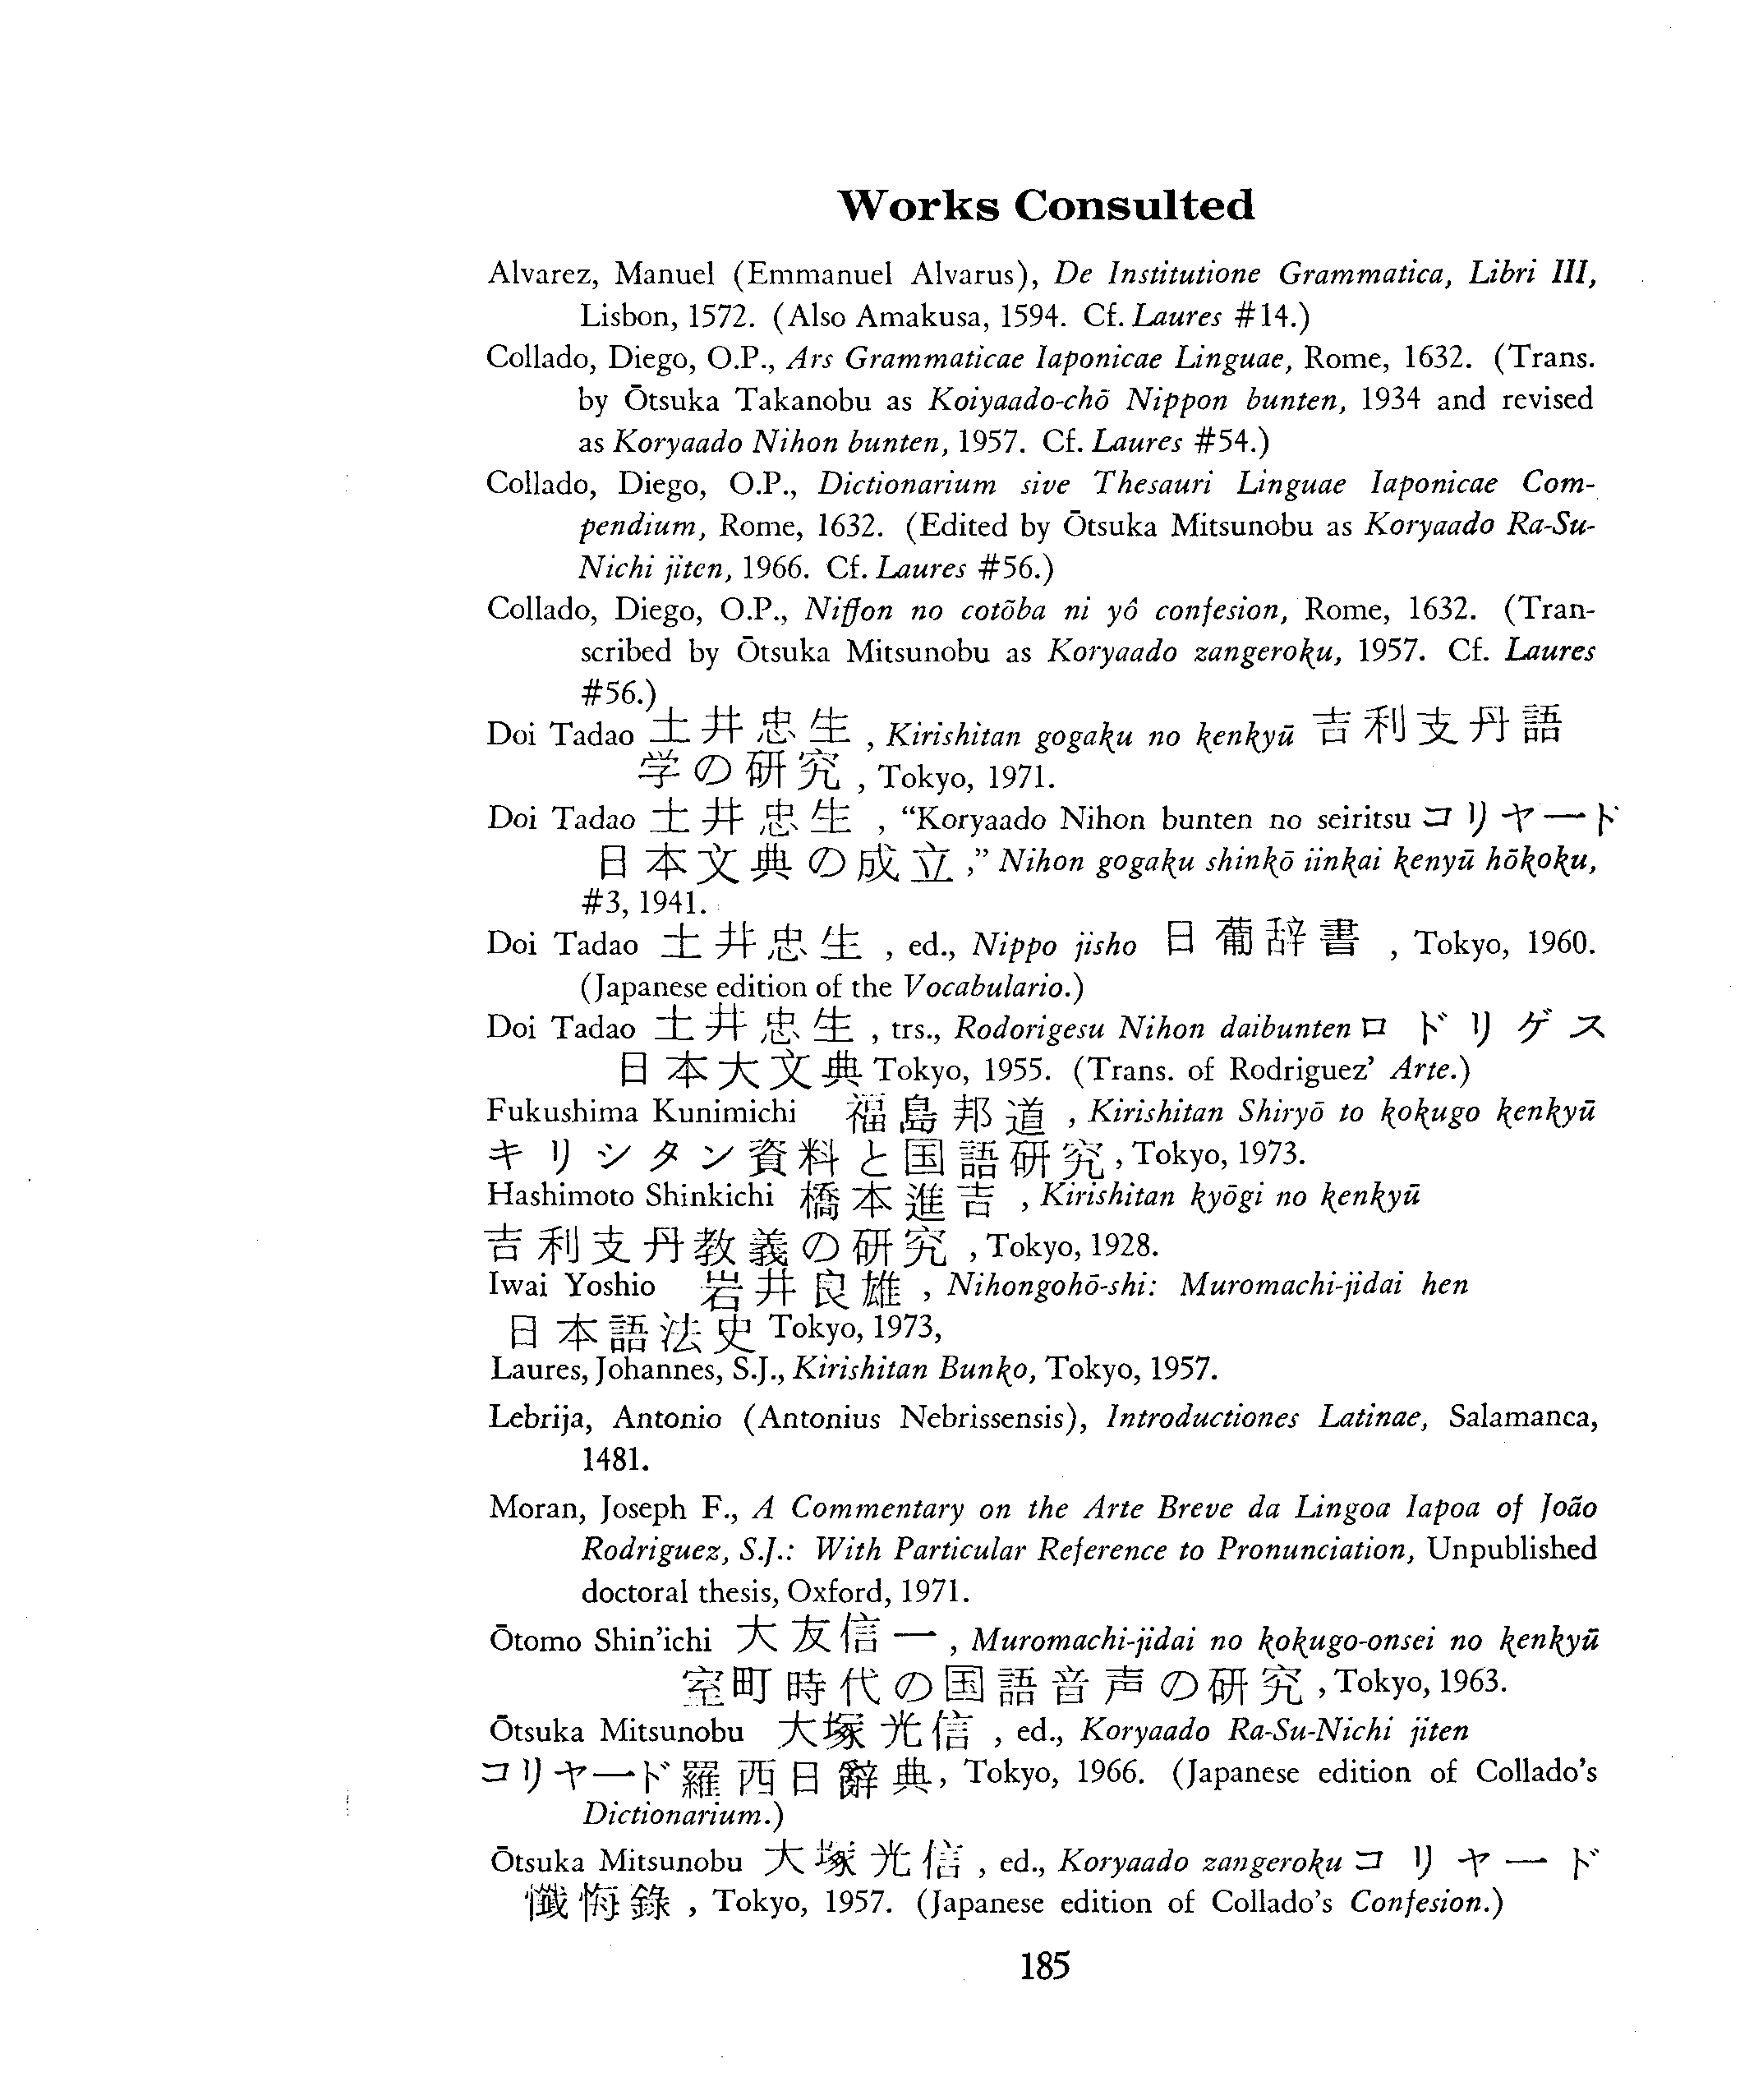 Works Consulted
Alvarez, Manuel (Emmanuel Alvarus), De Institutione Grammatica, Libri III,
Lisbon, 1572. (Also Amakusa, 1594. Cf. Laures #14.)
Collado, Diego, O.P., Ars Grammaticae Iaponicae Linguae, Rome, 1632. (Trans.
by Ōtsuka Takanobu as Koiyaado-chō Nippon bunten, 1934 and revised
as Koryaado Nihon bunten, 1957. Cf. Laures #54.)
Collado, Diego, O.P., Dictionarium sive Thesauri Linguae Iaponicae Com-
pendium, Rome, 1632. (Edited by Ōtsuka Mitsunobu as Koryaado Ra-Su-
Nichi jiten, 1966. Cf. Laures #56.)
Collado, Diego, O.P., Niffon no cotōba ni yô confesion, Rome, 1632. (Tran-
scribed by Ōtsuka Mitsunobu as Koryaado zangeroku, 1957. Cf. Laures
#56.)
Doi Tadao 土井忠生, Kirishitan gogaku no kenkyū 吉利支丹語
学の研究, Tokyo, 1971.
Doi Tadao 土井忠生, “Koryaado Nihon bunten no seiritsu コリヤード
日本文典の成立,” Nihon gogaku shinkō iinkai kenyū hōkoku,
#3, 1941.
Doi Tadao 土井忠生, ed., Nippo jisho 日葡辞書, Tokyo, 1960.
(Japanese edition of the Vocabulario.)
Doi Tadao 土井忠生, trs., Rodorigesu Nihon daibunten ロドリゲス
日本大文典 Tokyo, 1955. (Trans. of Rodriguez’ Arte.)
Fukushima Kunimichi 福島邦道, Kirishitan Shiryō to kokugo kenkyū
キリシタン資料と国語研究, Tokyo, 1973.
Hashimoto Shinkichi 橋本進吉, Kirishitan kyōgi no kenkyū
吉利支丹教義の研究, Tokyo, 1928.
Iwai Yoshio 岩井良雄, Nihongohō-shi: Muromachi-jidai hen
日本語法史 Tokyo, 1973,
Laures, Johannes, S.J., Kirishitan Bunko, Tokyo, 1957.
Lebrija, Antonio (Antonius Nebrissensis), Introductiones Latinae, Salamanca,
1481.
Moran, Joseph F., A Commentary on the Arte Breve da Lingoa Iapoa of João
Rodriguez, S.J.: With Particular Reference to Pronunciation, Unpublished
doctoral thesis, Oxford, 1971.
Ōtomo Shin’ichi 大友信一, Muromachi-jidai no kokugo-onsei no kenkyū
室町時代の国語音声の研究, Tokyo, 1963.
Ōtsuka Mitsunobu 大塚光信, ed., Koryaado Ra-Su-Nichi jiten
コリヤード羅西日辭典, Tokyo, 1966. (Japanese edition of Collado’s
Dictionarium.)
Ōtsuka Mitsunobu 大塚光信, ed., Koryaado zangeroku コリヤード
懺悔錄, Tokyo, 1957. (Japanese edition of Collado’s Confesion.)
185